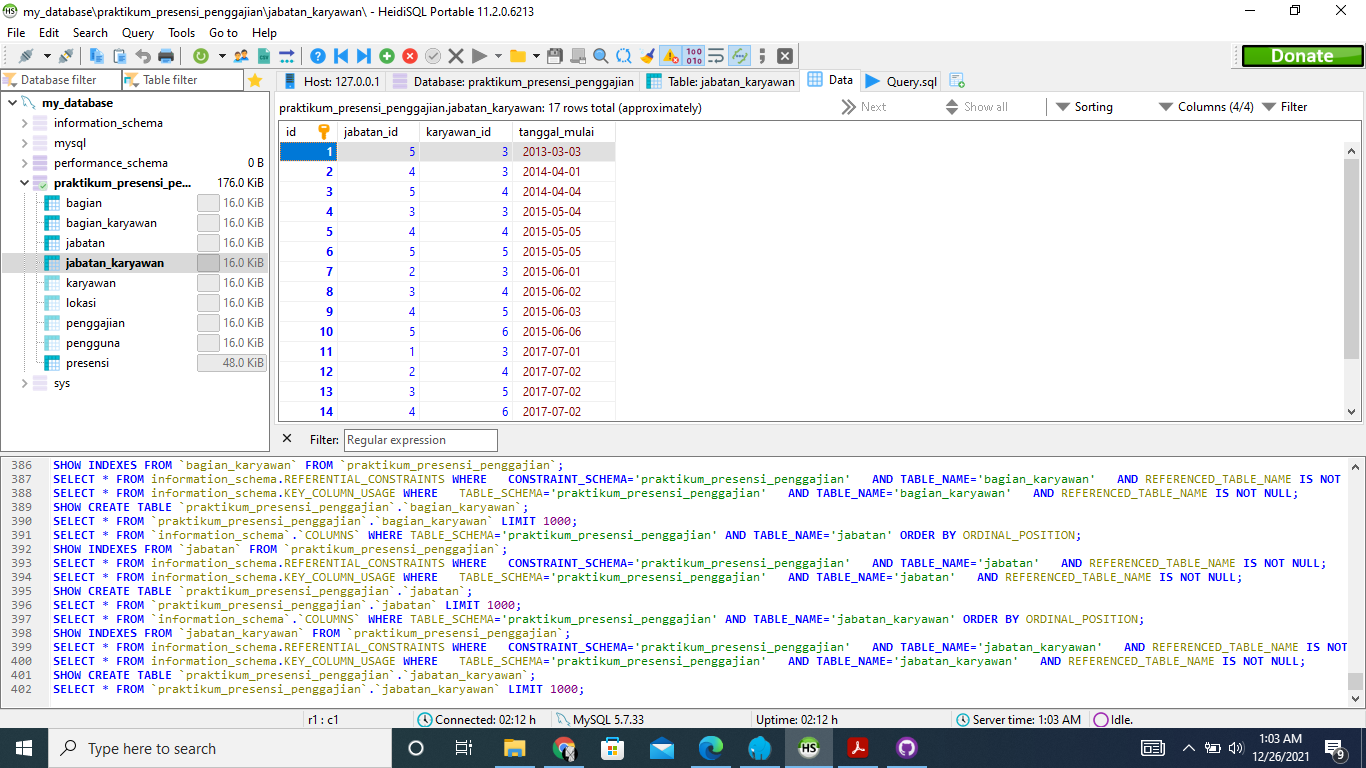 my_database\praktikum_presensi_penggajian\jabatan_karyawan\ - HeidiSQL Portable 11.2.0.6213
File Edit Search Query Tools Go to Help
Donate
Database filter Table filter
Host: 127.0.0.1 Database: praktikum_presensi_penggajian Table: jabatan_karyawan Data Query.sql
my_database
information_schema
mysql
performance_schema 0 B
praktikum_presensi_pe... 176.0 KiB
bagian 16.0 KiB
bagian_karyawan 16.0 KiB
jabatan 16.0 KiB
jabatan_karyawan 16.0 KiB
karyawan 16.0 KiB
lokasi 16.0 KiB
penggajian 16.0 KiB
pengguna 16.0 KiB
presensi 48.0 KiB
sys
praktikum_presensi_penggajian.jabatan_karyawan: 17 rows total (approximately) Next Show all Sorting Columns (4/4) Filter
id jabatan_id karyawan_id tanggal_mulai
1 5 3 2013-03-03
2 4 3 2014-04-01
3 5 4 2014-04-04
4 3 3 2015-05-04
5 4 4 2015-05-05
6 5 5 2015-05-05
7 2 3 2015-06-01
8 3 4 2015-06-02
9 4 5 2015-06-03
10 5 6 2015-06-06
11 1 3 2017-07-01
12 2 4 2017-07-02
13 3 5 2017-07-02
14 4 6 2017-07-02
Filter: Regular expression
386 SHOW INDEXES FROM `bagian_karyawan` FROM `praktikum_presensi_penggajian`;
387 SELECT * FROM information_schema.REFERENTIAL_CONSTRAINTS WHERE CONSTRAINT_SCHEMA='praktikum_presensi_penggajian' AND TABLE_NAME='bagian_karyawan' AND REFERENCED_TABLE_NAME IS NOT
388 SELECT * FROM information_schema.KEY_COLUMN_USAGE WHERE TABLE_SCHEMA='praktikum_presensi_penggajian' AND TABLE_NAME='bagian_karyawan' AND REFERENCED_TABLE_NAME IS NOT NULL;
389 SHOW CREATE TABLE `praktikum_presensi_penggajian`.`bagian_karyawan`;
390 SELECT * FROM `praktikum_presensi_penggajian`.`bagian_karyawan` LIMIT 1000;
391 SELECT * FROM `information_schema`.`COLUMNS` WHERE TABLE_SCHEMA='praktikum_presensi_penggajian' AND TABLE_NAME='jabatan' ORDER BY ORDINAL_POSITION;
392 SHOW INDEXES FROM `jabatan` FROM `praktikum_presensi_penggajian`;
393 SELECT * FROM information_schema.REFERENTIAL_CONSTRAINTS WHERE CONSTRAINT_SCHEMA='praktikum_presensi_penggajian' AND TABLE_NAME='jabatan' AND REFERENCED_TABLE_NAME IS NOT NULL;
394 SELECT * FROM information_schema.KEY_COLUMN_USAGE WHERE TABLE_SCHEMA='praktikum_presensi_penggajian' AND TABLE_NAME='jabatan' AND REFERENCED_TABLE_NAME IS NOT NULL;
395 SHOW CREATE TABLE `praktikum_presensi_penggajian`.`jabatan`;
396 SELECT * FROM `praktikum_presensi_penggajian`.`jabatan` LIMIT 1000;
397 SELECT * FROM `information_schema`.`COLUMNS` WHERE TABLE_SCHEMA='praktikum_presensi_penggajian' AND TABLE_NAME='jabatan_karyawan' ORDER BY ORDINAL_POSITION;
398 SHOW INDEXES FROM `jabatan_karyawan` FROM `praktikum_presensi_penggajian`;
399 SELECT * FROM information_schema.REFERENTIAL_CONSTRAINTS WHERE CONSTRAINT_SCHEMA='praktikum_presensi_penggajian' AND TABLE_NAME='jabatan_karyawan' AND REFERENCED_TABLE_NAME IS NOT
400 SELECT * FROM information_schema.KEY_COLUMN_USAGE WHERE TABLE_SCHEMA='praktikum_presensi_penggajian' AND TABLE_NAME='jabatan_karyawan' AND REFERENCED_TABLE_NAME IS NOT NULL;
401 SHOW CREATE TABLE `praktikum_presensi_penggajian`.`jabatan_karyawan`;
402 SELECT * FROM `praktikum_presensi_penggajian`.`jabatan_karyawan` LIMIT 1000;
r1 : c1 Connected: 02:12 h MySQL 5.7.33 Uptime: 02:12 h Server time: 1:03 AM Idle.
Type here to search
HS
1:03 AM
12/26/2021
9